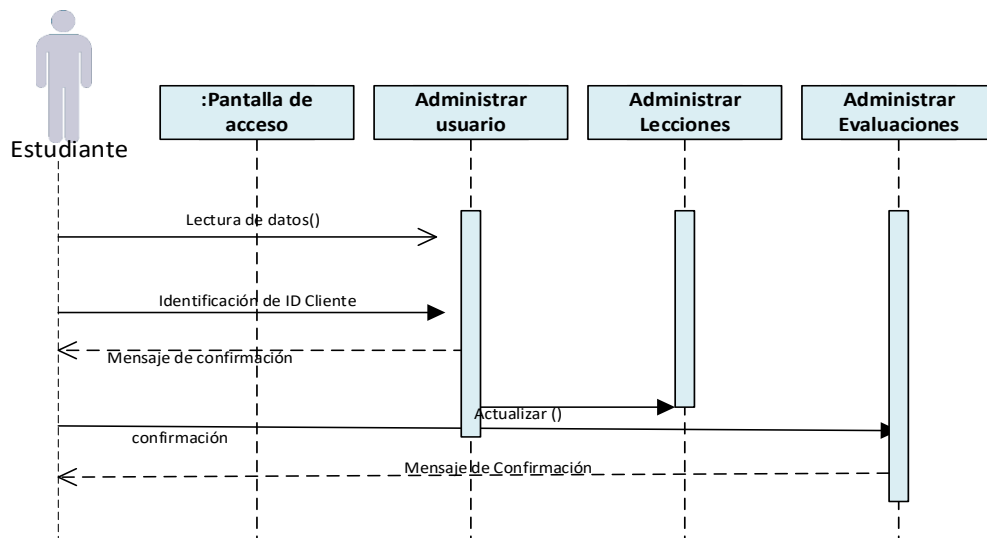 Estudiante
:Pantalla de
acceso
Administrar
usuario
Administrar
Lecciones
Administrar
Evaluaciones
Lectura de datos()
Identificación de ID Cliente
Mensaje de confirmación
Actualizar ()
confirmación
Mensaje de Confirmación